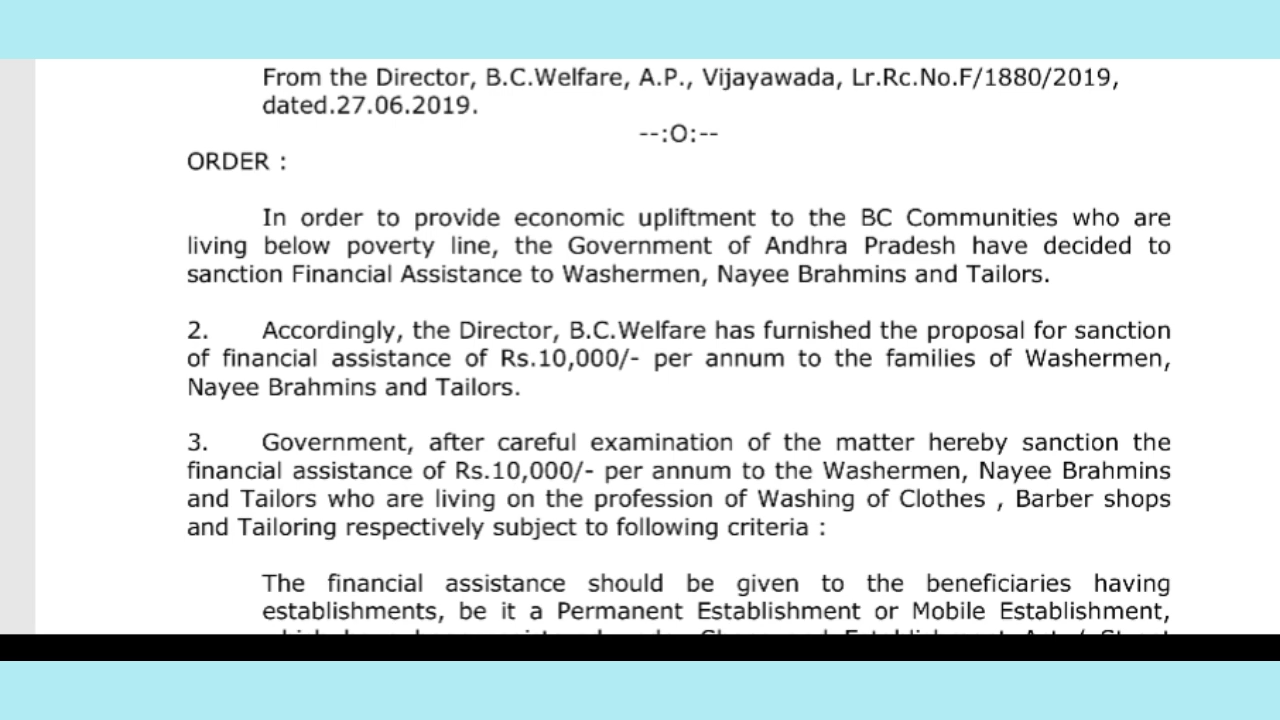 From the Director, B.C.Welfare, A.P., Vijayawada, Lr.Rc.No.F/1880/2019,
dated.27.06.2019.
--:O:--
ORDER :
In order to provide economic upliftment to the BC Communities who are
living below poverty line, the Government of Andhra Pradesh have decided to
sanction Financial Assistance to Washermen, Nayee Brahmins and Tailors.
2. Accordingly, the Director, B.C.Welfare has furnished the proposal for sanction
of financial assistance of Rs.10,000/- per annum to the families of Washermen,
Nayee Brahmins and Tailors.
3. Government, after careful examination of the matter hereby sanction the
financial assistance of Rs.10,000/- per annum to the Washermen, Nayee Brahmins
and Tailors who are living on the profession of Washing of Clothes , Barber shops
and Tailoring respectively subject to following criteria :
The financial assistance should be given to the beneficiaries having
establishments, be it a Permanent Establishment or Mobile Establishment,